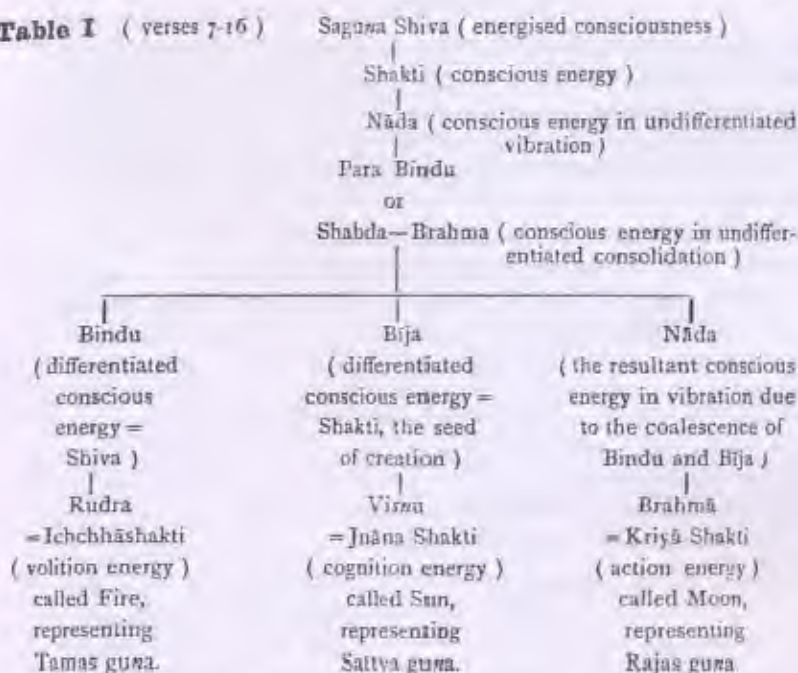 Table I ( verses 7-16 ) Saguna Shiva ( energised consciousness )
Shakti ( conscious energy )
Nāda ( conscious energy in undifferentiated
vibration )
Para Bindu
or
Shabda—Brahma ( conscious energy in undiffer-
entiated consolidation )
Bindu Bīja Nāda
( differentiated ( differentiated ( the resultant conscious
conscious conscious energy = energy in vibration due
energy = Shakti, the seed to the coalescence of
Shiva ) of creation ) Bindu and Bīja )
Rudra Visnu Brahmā
=Ichchhāshakti =Jnāna Shakti =Kriyā Shakti
( volition energy ) ( cognition energy ) ( action energy )
called Fire, called Sun, called Moon,
representing representing representing
Tamas guna. Sattva guna. Rajas guna